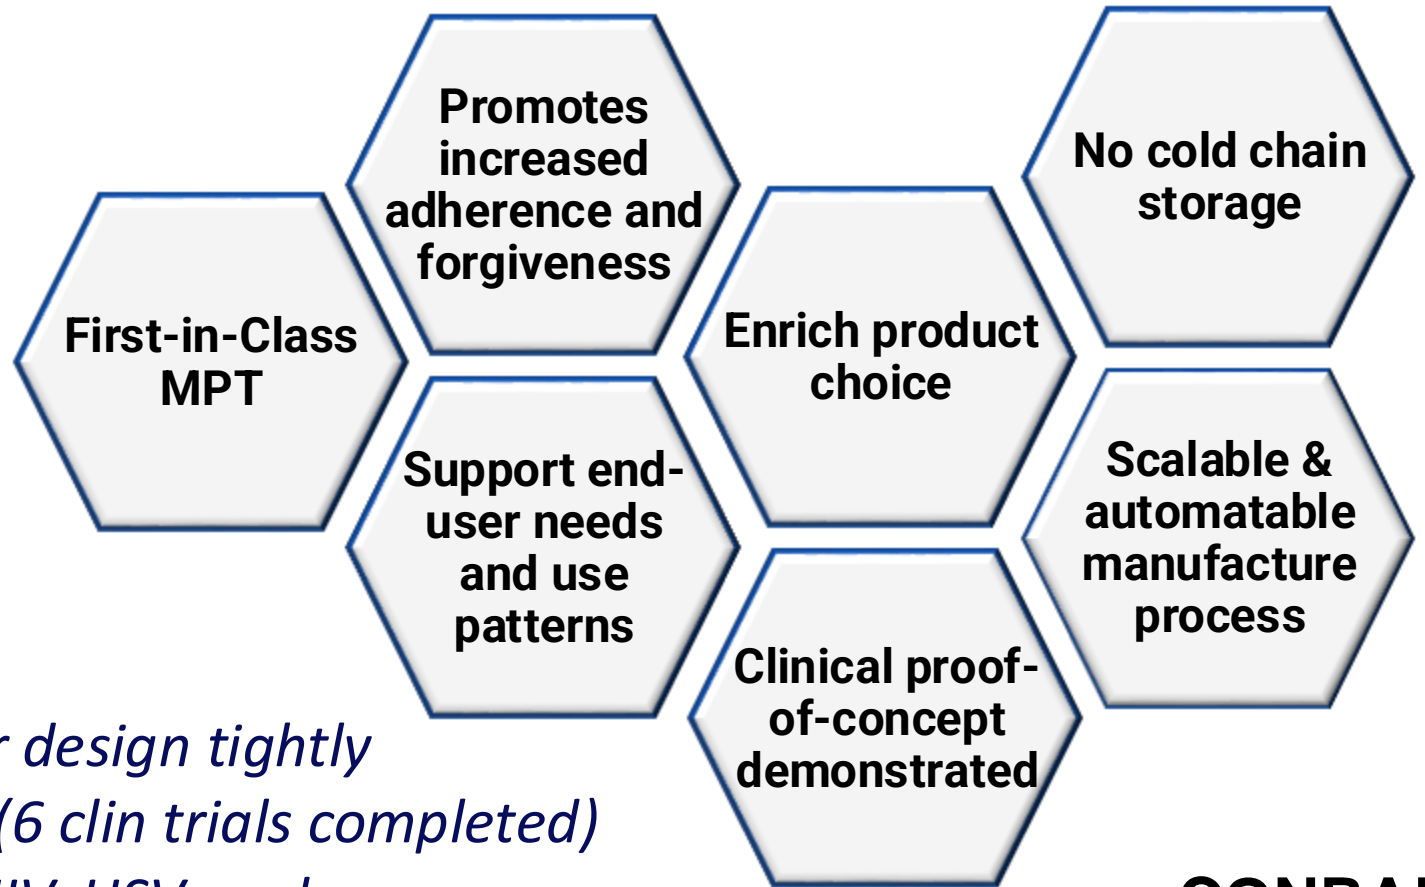 Promotes
increased
adherence and
forgiveness
No cold chain
storage
First-in-Class
MPT
Enrich product
choice
Support end-
user needs
and use
patterns
Scalable &
automatable
manufacture
process
Clinical proof-
of-concept
demonstrated
design tightly
(6 clin trials completed)